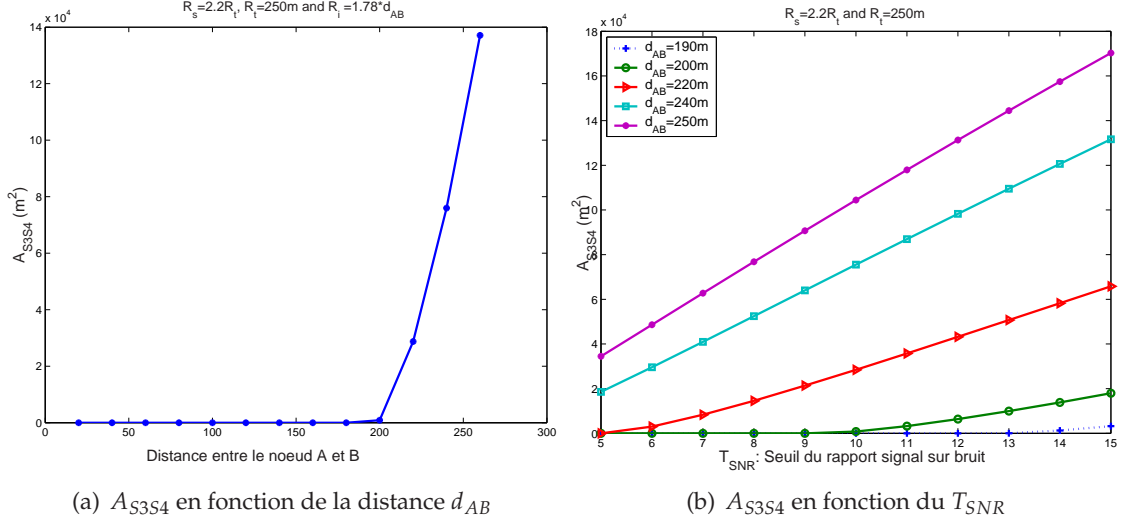 R_s=2.2R_t, R_t=250m and R_i =1.78*d_AB
x 10^4
14
12
10
8
6
4
2
0
A_S3S4 (m^2)
0 50 100 150 200 250 300
Distance entre le noeud A et B
(a) A_S3S4 en fonction de la distance d_AB
R_s=2.2R_t and R_t=250m
x 10^4
18
16
14
12
10
8
6
4
2
0
A_S3S4 (m^2)
d_AB=190m
d_AB=200m
d_AB=220m
d_AB=240m
d_AB=250m
5 6 7 8 9 10 11 12 13 14 15
T_SNR: Seuil du rapport signal sur bruit
(b) A_S3S4 en fonction du T_SNR